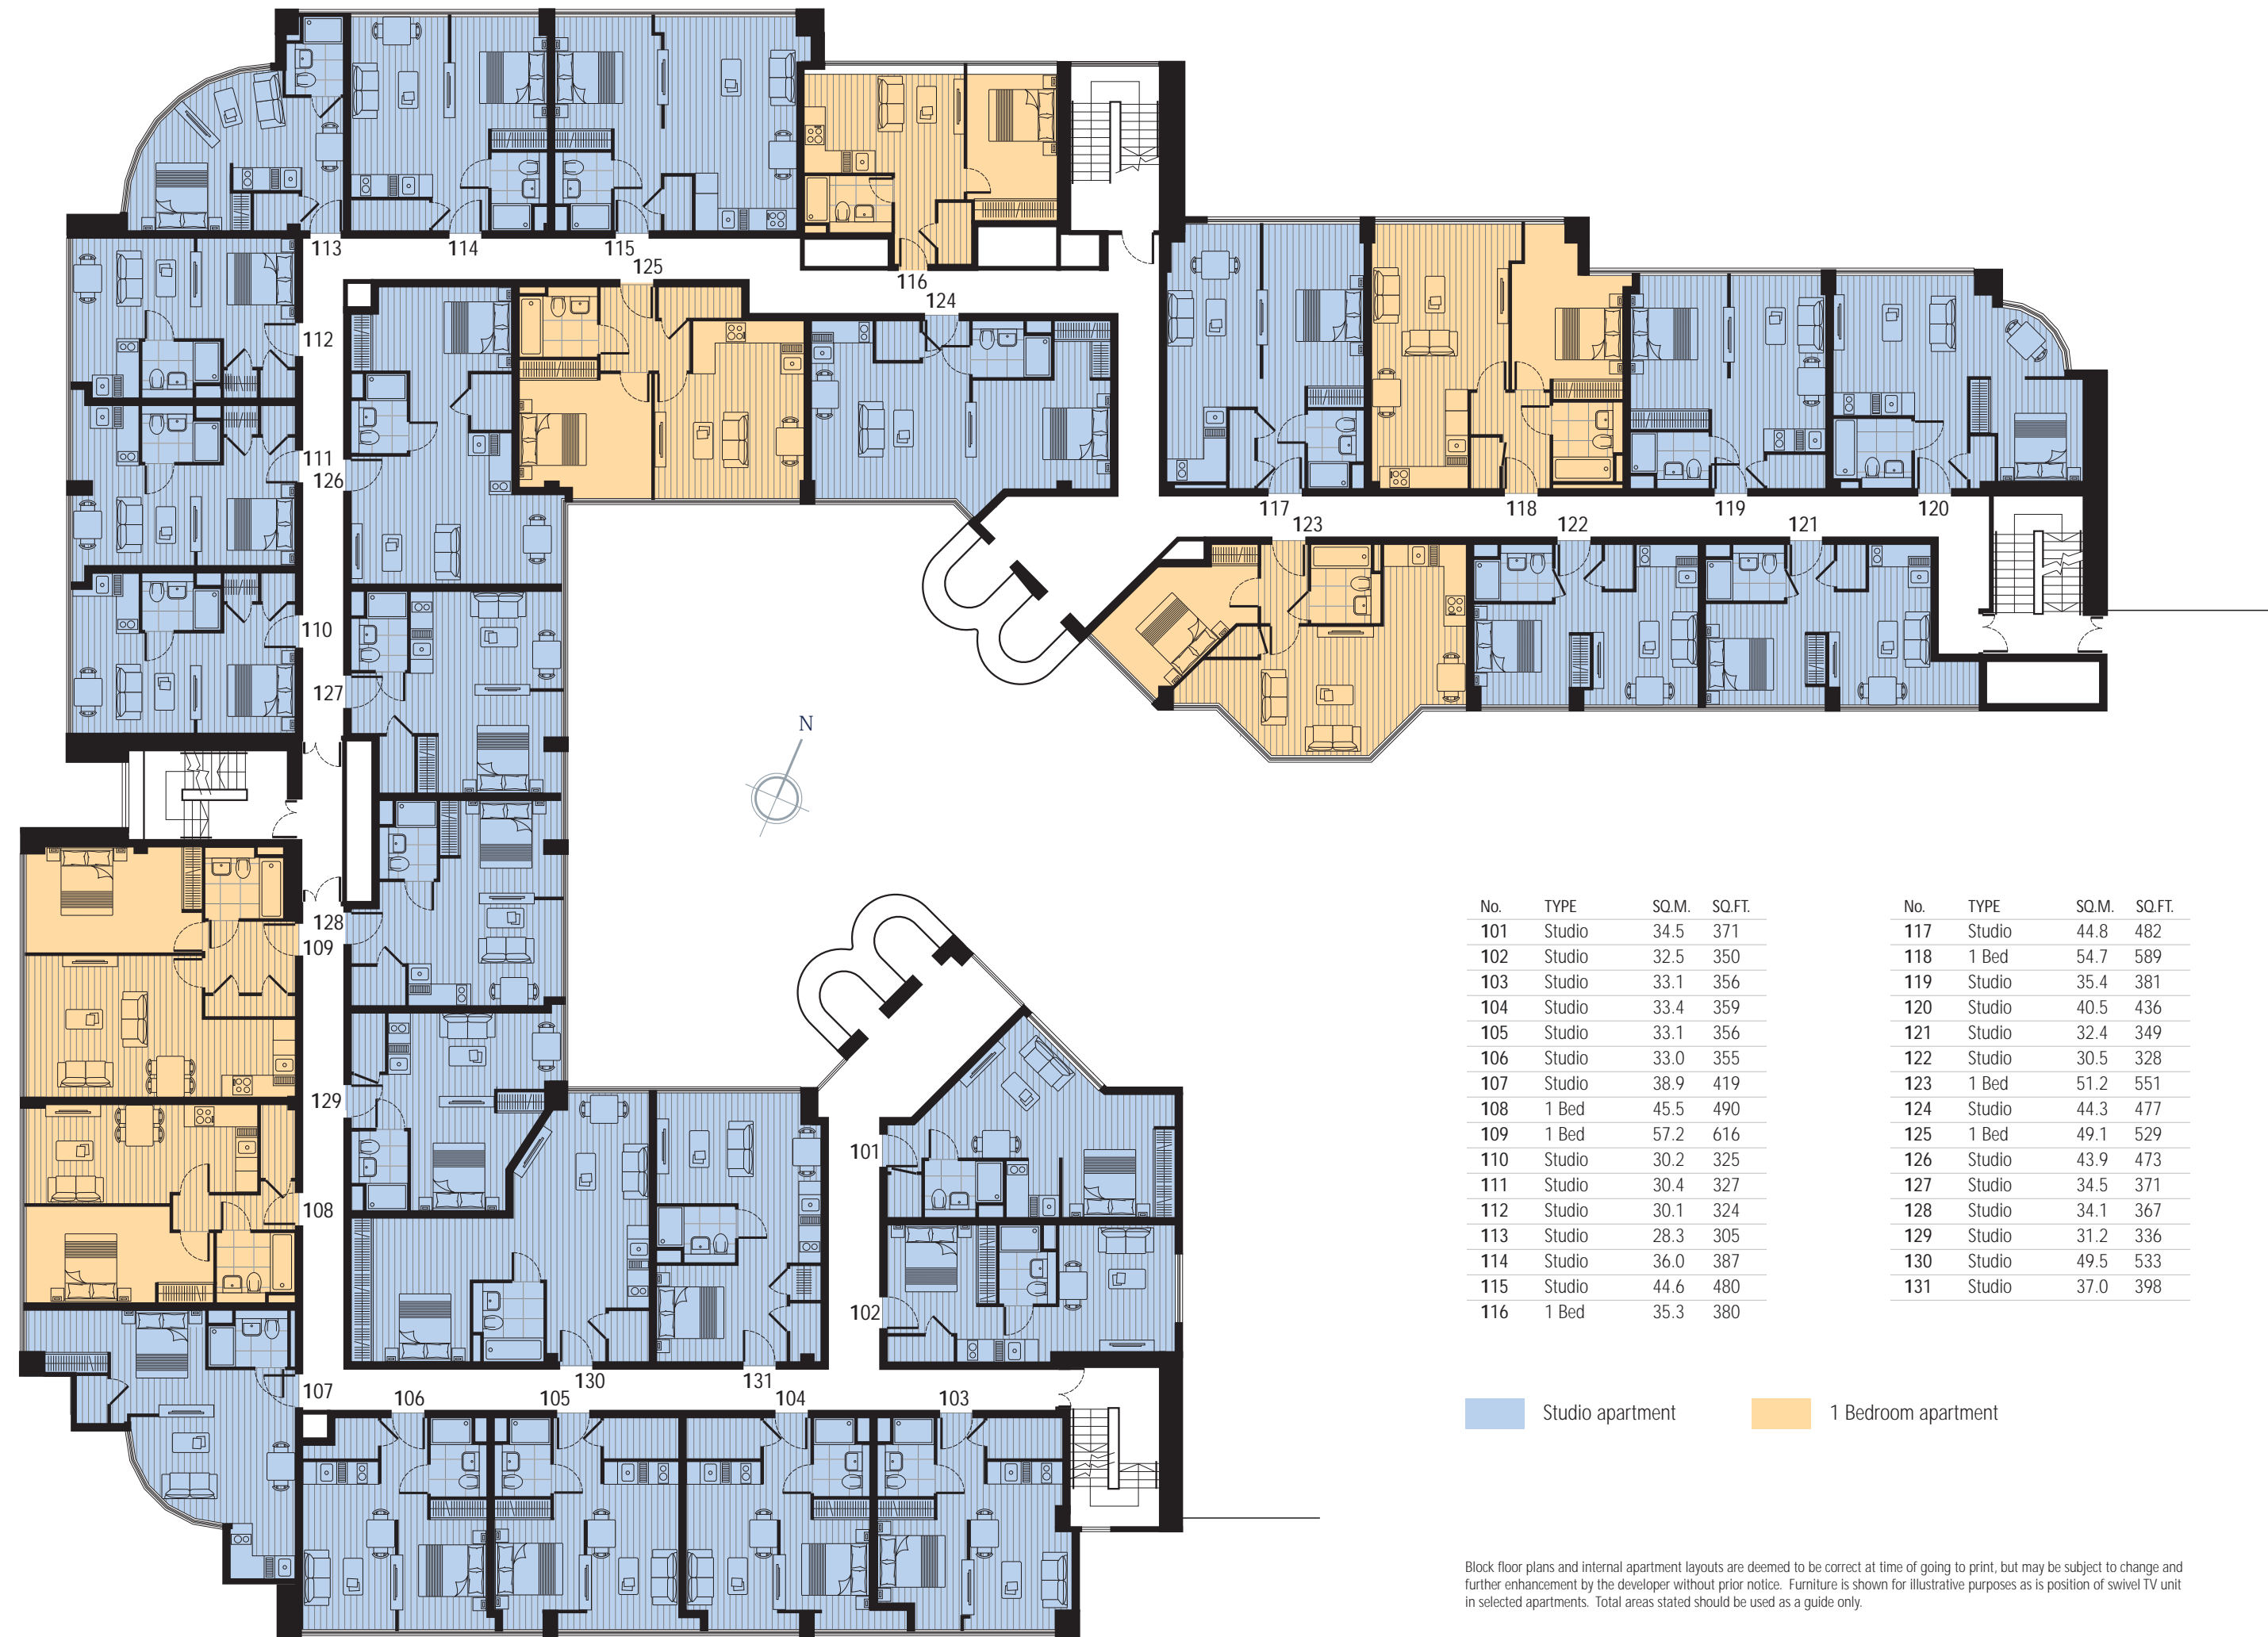 113
114
115
125
116
124
112
111
126
117
123
118
122
119
121
120
110
127
N
128
109
129
108
101
102
107
106
105
130
131
104
103
No. TYPE SQ.M. SQ.FT.
101 Studio 34.5 371
102 Studio 32.5 350
103 Studio 33.1 356
104 Studio 33.4 359
105 Studio 33.1 356
106 Studio 33.0 355
107 Studio 38.9 419
108 1 Bed 45.5 490
109 1 Bed 57.2 616
110 Studio 30.2 325
111 Studio 30.4 327
112 Studio 30.1 324
113 Studio 28.3 305
114 Studio 36.0 387
115 Studio 44.6 480
116 1 Bed 35.3 380
No. TYPE SQ.M. SQ.FT.
117 Studio 44.8 482
118 1 Bed 54.7 589
119 Studio 35.4 381
120 Studio 40.5 436
121 Studio 32.4 349
122 Studio 30.5 328
123 1 Bed 51.2 551
124 Studio 44.3 477
125 1 Bed 49.1 529
126 Studio 43.9 473
127 Studio 34.5 371
128 Studio 34.1 367
129 Studio 31.2 336
130 Studio 49.5 533
131 Studio 37.0 398
Studio apartment
1 Bedroom apartment
Block floor plans and internal apartment layouts are deemed to be correct at time of going to print, but may be subject to change and
further enhancement by the developer without prior notice. Furniture is shown for illustrative purposes as is position of swivel TV unit
in selected apartments. Total areas stated should be used as a guide only.